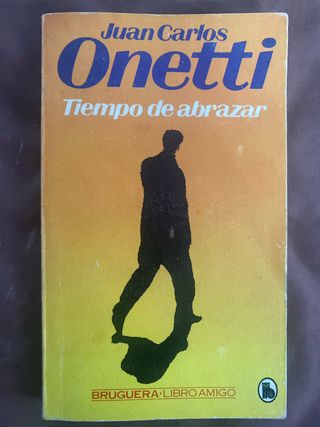 Juan Carlos
Onetti
Tiempo de abrazar
BRUGUERA·LIBRO AMIGO